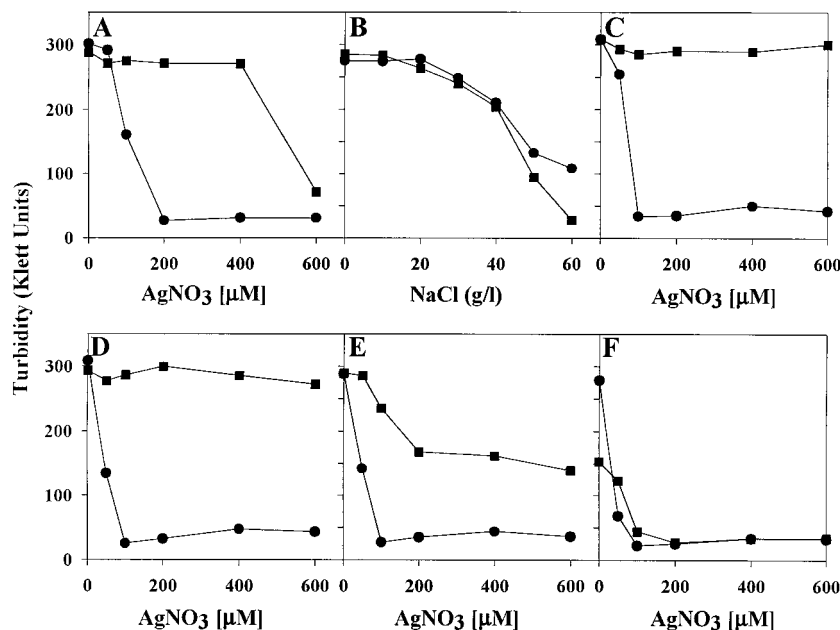 A B C
300
200
100
0
0 200 400 600 0 20 40 60 0 200 400 600
AgNO₃ [µM] NaCl (g/l) AgNO₃ [µM]
Turbidity (Klett Units)
D E F
300
200
100
0
0 200 400 600 0 200 400 600 0 200 400 600
AgNO₃ [µM] AgNO₃ [µM] AgNO₃ [µM]